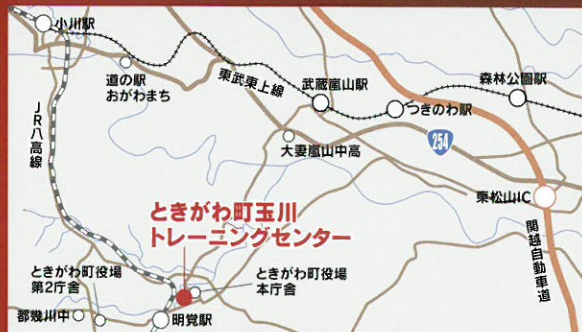 小川駅
道の駅
おがわまち
東武東上線
武蔵嵐山駅
つきのわ駅
森林公園駅
JR八高線
大妻嵐山中高
254
東松山IC
関越自動車道
ときがわ町玉川
トレーニングセンター
ときがわ町役場
第2庁舎
ときがわ町役場
本庁舎
都幾川中
明覚駅